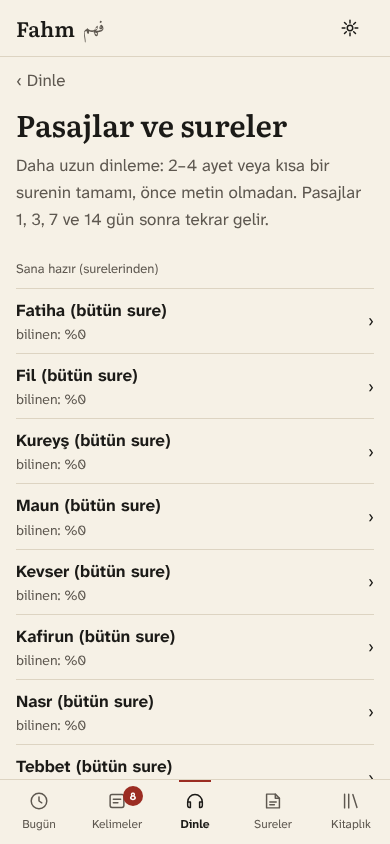 Fahm فهم
‹ Dinle
Pasajlar ve sureler
Daha uzun dinleme: 2–4 ayet veya kısa bir
surenin tamamı, önce metin olmadan. Pasajlar
1, 3, 7 ve 14 gün sonra tekrar gelir.
Sana hazır (surelerinden)
Fatiha (bütün sure)
bilinen: %0
›
Fil (bütün sure)
bilinen: %0
›
Kureyş (bütün sure)
bilinen: %0
›
Maun (bütün sure)
bilinen: %0
›
Kevser (bütün sure)
bilinen: %0
›
Kafirun (bütün sure)
bilinen: %0
›
Nasr (bütün sure)
bilinen: %0
›
Tebbet (bütün sure)
›
8
Bugün Kelimeler Dinle Sureler Kitaplık